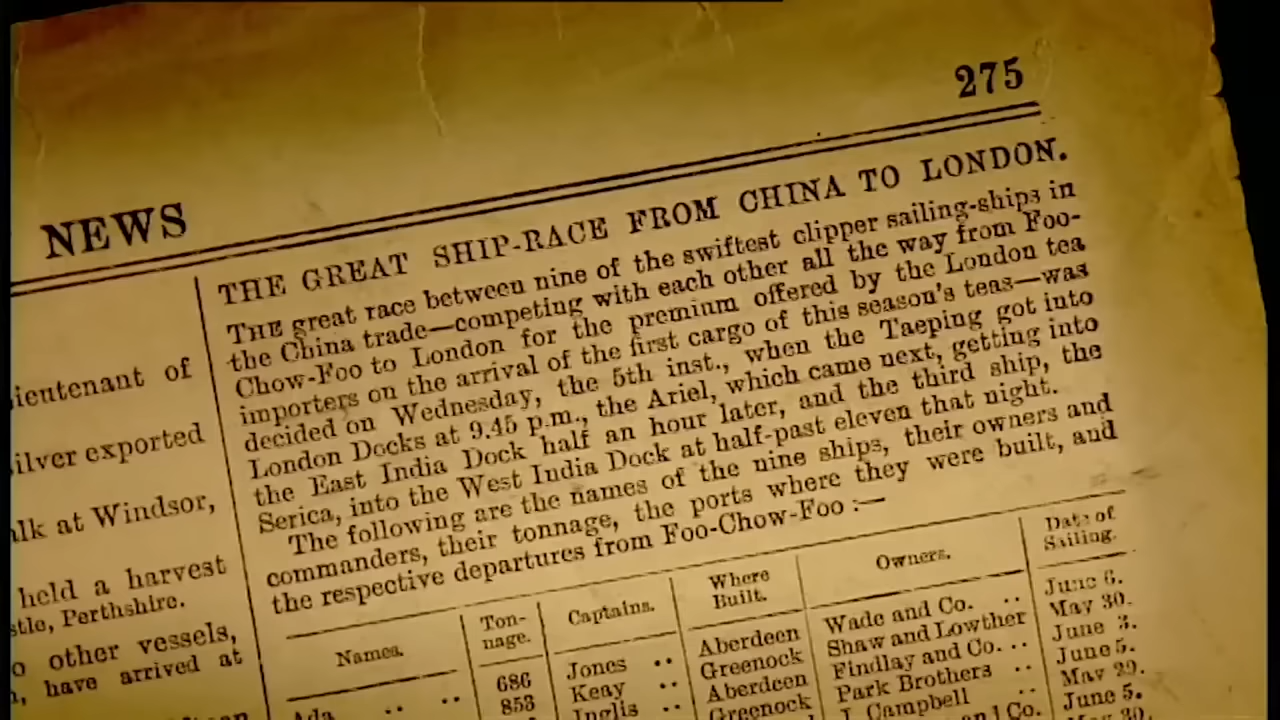 275
NEWS
ieutenant of
ilver exported
alk at Windsor,
held a harvest
stle, Perthshire.
o other vessels,
, have arrived at
THE GREAT SHIP-RACE FROM CHINA TO LONDON.
THE great race between nine of the swiftest clipper sailing-ships in
the China trade—competing with each other all the way from Foo-
Chow-Foo to London for the premium offered by the London tea
importers on the arrival of the first cargo of this season's teas—was
decided on Wednesday, the 5th inst., when the Taeping got into
London Docks at 9.45 p.m., the Ariel, which came next, getting into
the East India Dock half an hour later, and the third ship, the
Serica, into the West India Dock at half-past eleven that night.
The following are the names of the nine ships, their owners and
commanders, their tonnage, the ports where they were built, and
the respective departures from Foo-Chow-Foo :—
Names. Ton-nage. Captains. Where Built. Owners. Date of Sailing.
Ada .. .. 686 Jones .. Aberdeen Wade and Co. .. June 6.
853 Keay .. Greenock Shaw and Lowther May 30.
Inglis .. Aberdeen Findlay and Co. .. June 3.
Greenock Park Brothers .. June 5.
J. Campbell .. May 29.
and Co. June 5.
May 30.